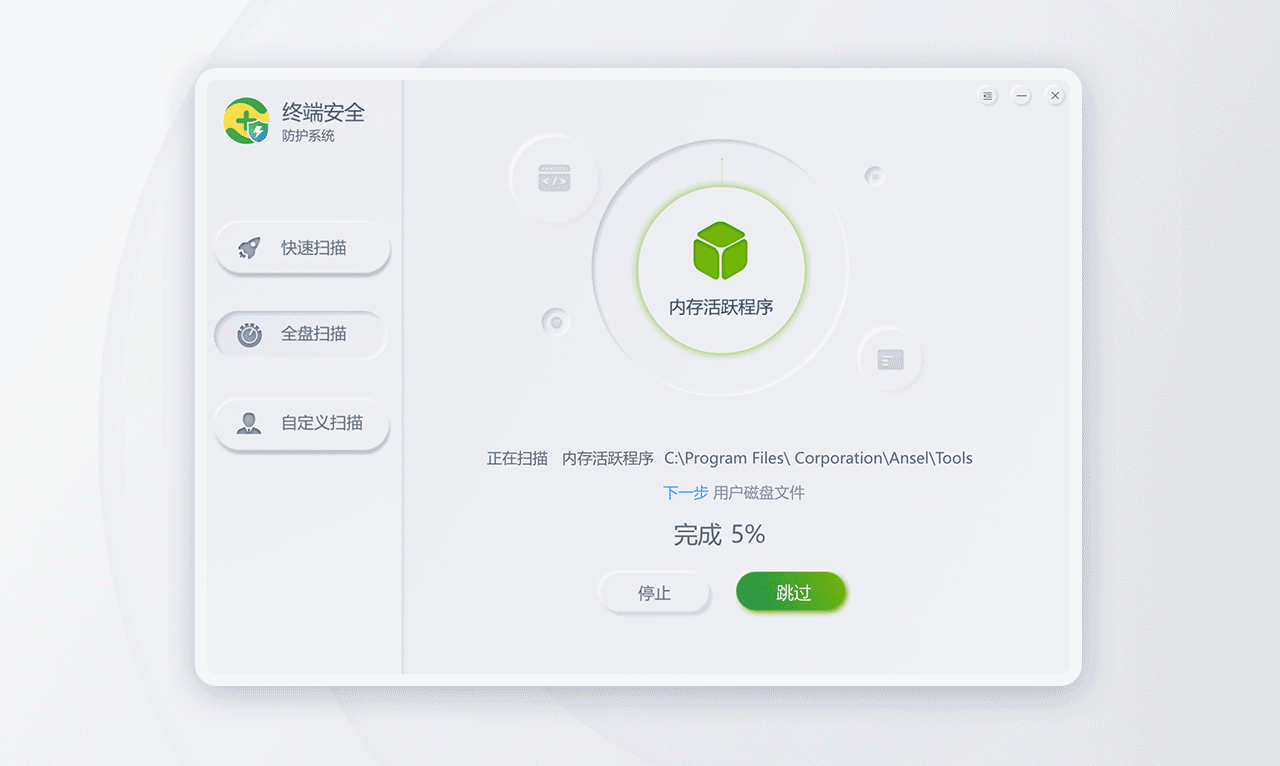 终端安全
防护系统
快速扫描
全盘扫描
自定义扫描
</>
内存活跃程序
正在扫描 内存活跃程序 C:\Program Files\ Corporation\Ansel\Tools
下一步 用户磁盘文件
完成 5%
停止 跳过